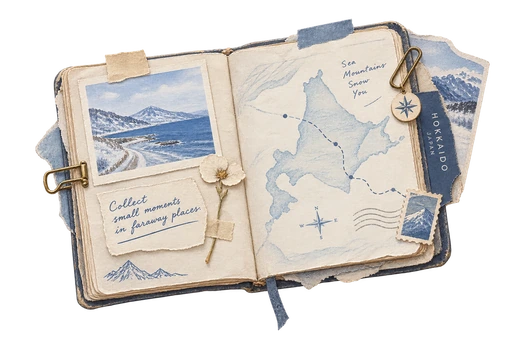 Collect
small moments
in faraway places.
Sea
Mountains
Snow
You
N
W
E
S
HOKKAIDO
JAPAN